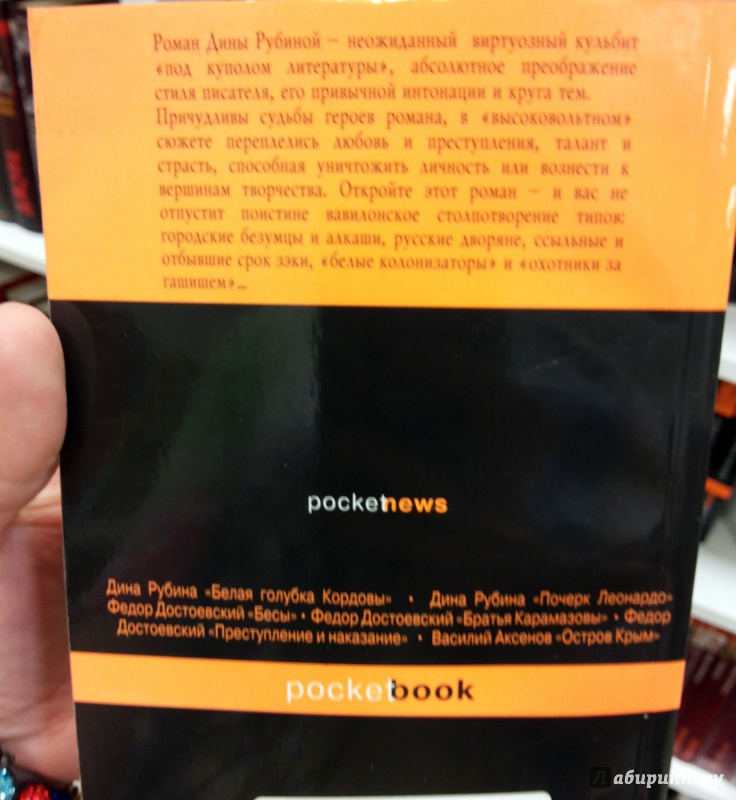 Роман Дины Рубиной – неожиданный виртуозный кульбит
«под куполом литературы», абсолютное преображение
стиля писателя, его привычной интонации и круга тем.
Причудливы судьбы героев романа, в «высоковольтном»
сюжете переплелись любовь и преступления, талант и
страсть, способная уничтожить личность или вознести к
вершинам творчества. Откройте этот роман – и вас не
отпустит поистине вавилонское столпотворение типов:
городские безумцы и алкаши, русские дворяне, ссыльные и
отбывшие срок зэки, «белые колонизаторы» и «охотники за
гашишем»...
pocketnews
Дина Рубина «Белая голубка Кордовы» • Дина Рубина «Почерк Леонардо»
Федор Достоевский «Бесы» • Федор Достоевский «Братья Карамазовы» • Федор
Достоевский «Преступление и наказание» • Василий Аксенов «Остров Крым»
pocketbook
Лабиринт.ру